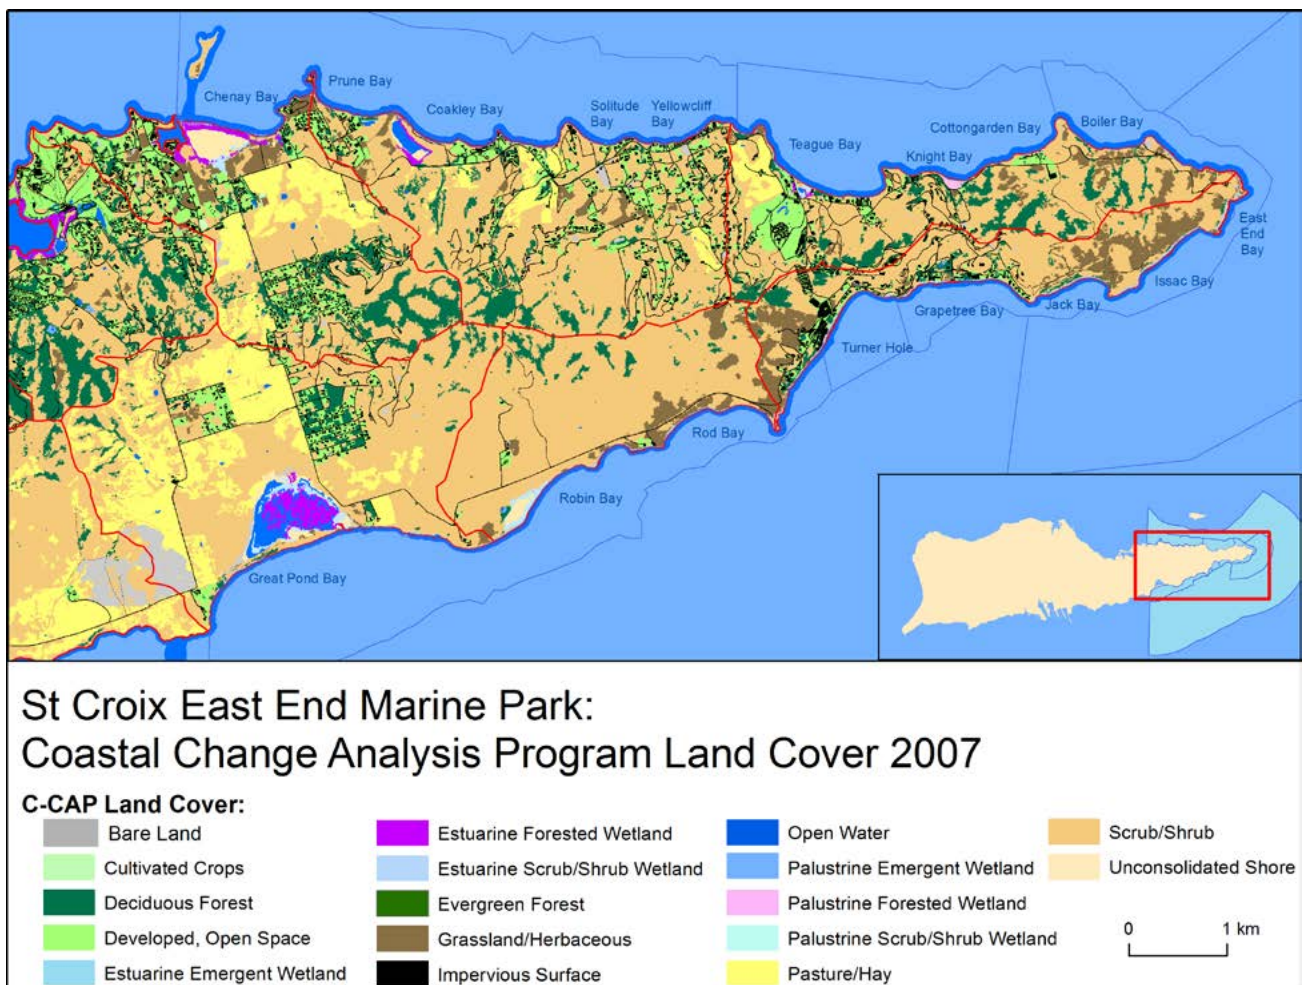 Prune Bay
Chenay Bay
Coakley Bay
Solitude
Bay
Yellowcliff
Bay
Teague Bay
Cottongarden Bay
Boiler Bay
Knight Bay
East
End
Bay
Issac Bay
Jack Bay
Grapetree Bay
Turner Hole
Rod Bay
Robin Bay
Great Pond Bay
St Croix East End Marine Park:
Coastal Change Analysis Program Land Cover 2007
C-CAP Land Cover:
Bare Land
Cultivated Crops
Deciduous Forest
Developed, Open Space
Estuarine Emergent Wetland
Estuarine Forested Wetland
Estuarine Scrub/Shrub Wetland
Evergreen Forest
Grassland/Herbaceous
Impervious Surface
Open Water
Palustrine Emergent Wetland
Palustrine Forested Wetland
Palustrine Scrub/Shrub Wetland
Pasture/Hay
Scrub/Shrub
Unconsolidated Shore
0 1 km